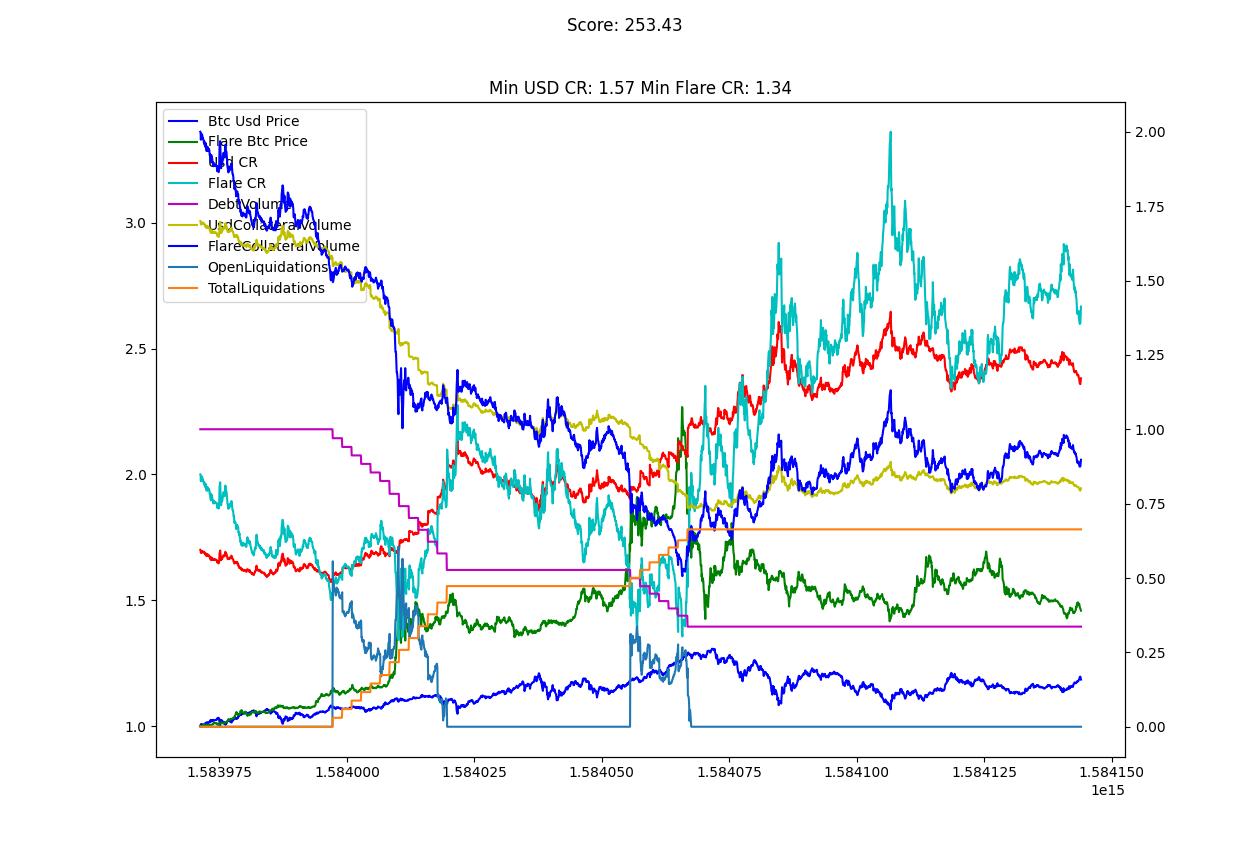 Score: 253.43
Min USD CR: 1.57 Min Flare CR: 1.34
Btc Usd Price
Flare Btc Price
Usd CR
Flare CR
DebtVolume
UsdCollateralVolume
FlareCollateralVolume
OpenLiquidations
TotalLiquidations
3.0
2.5
2.0
1.5
1.0
2.00
1.75
1.50
1.25
1.00
0.75
0.50
0.25
0.00
1.583975 1.584000 1.584025 1.584050 1.584075 1.584100 1.584125 1.584150
1e15